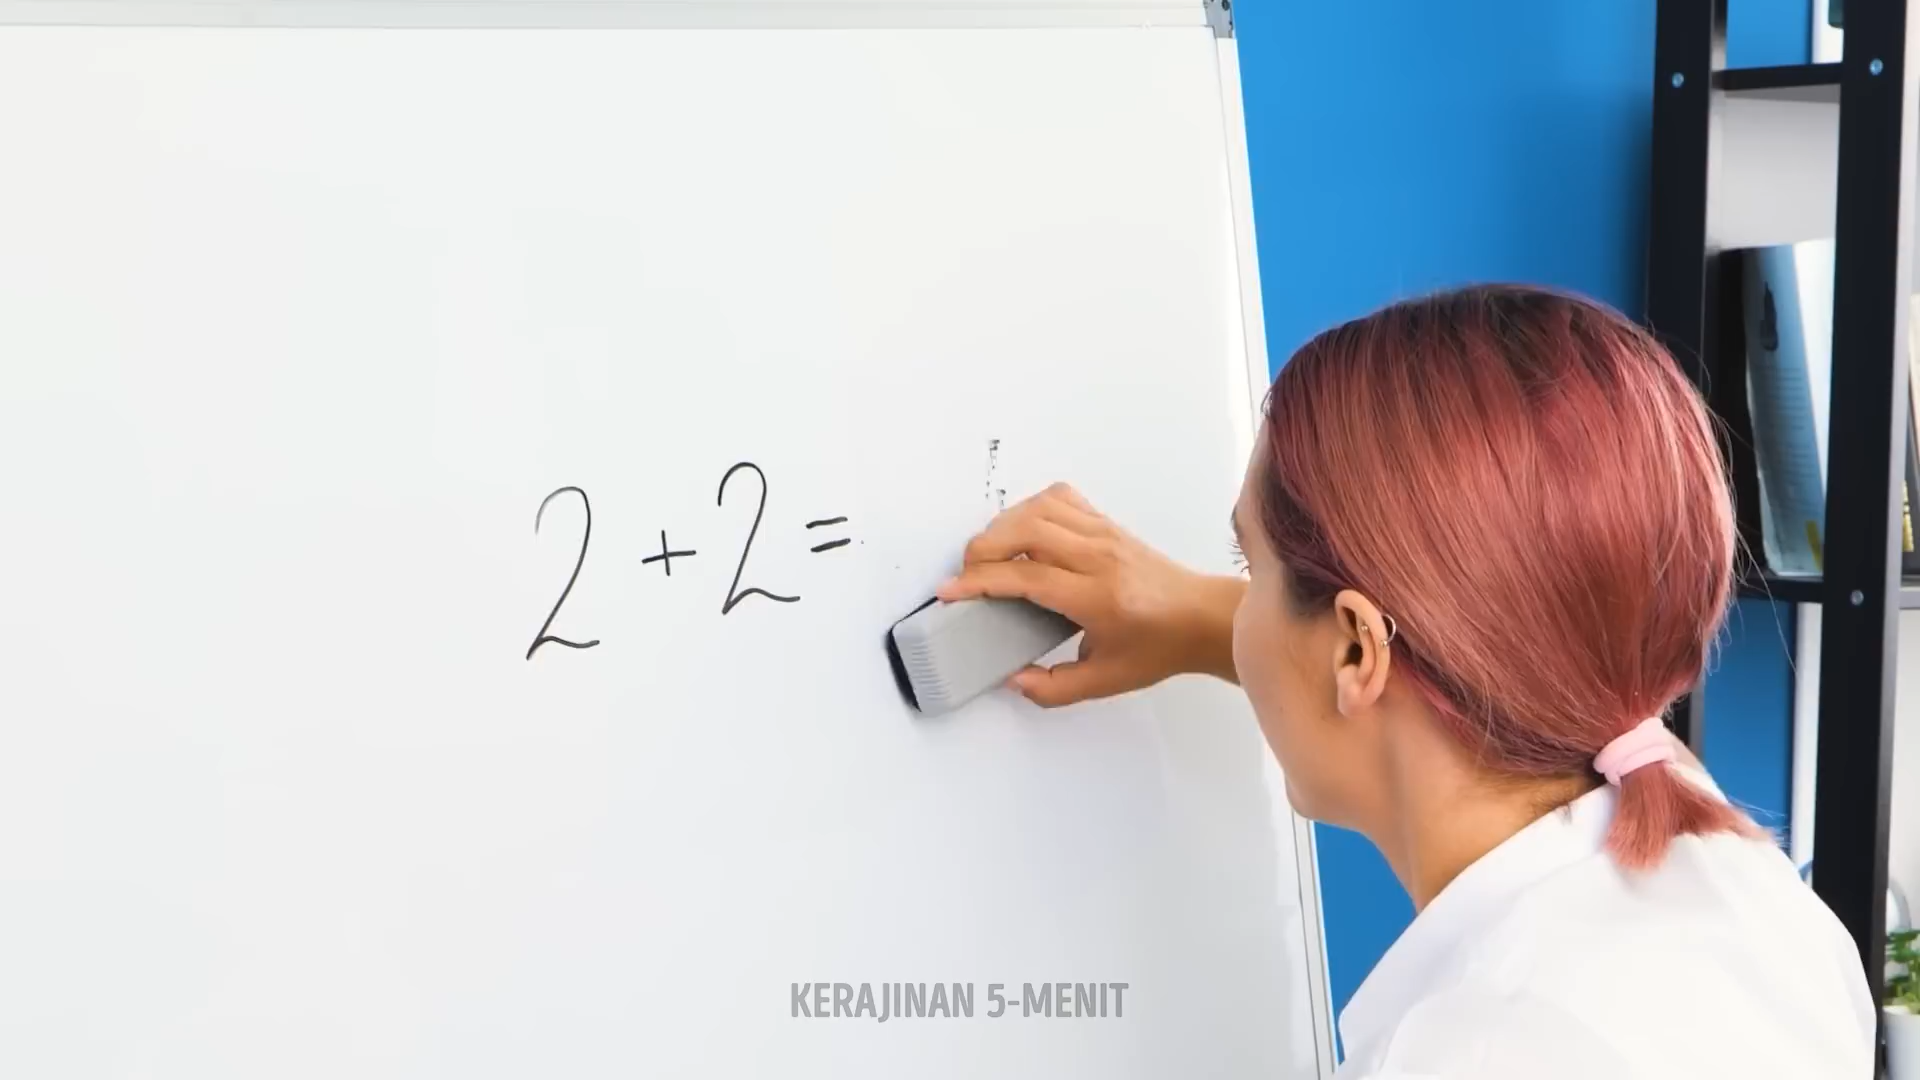 2 + 2 =
KERAJINAN 5-MENIT